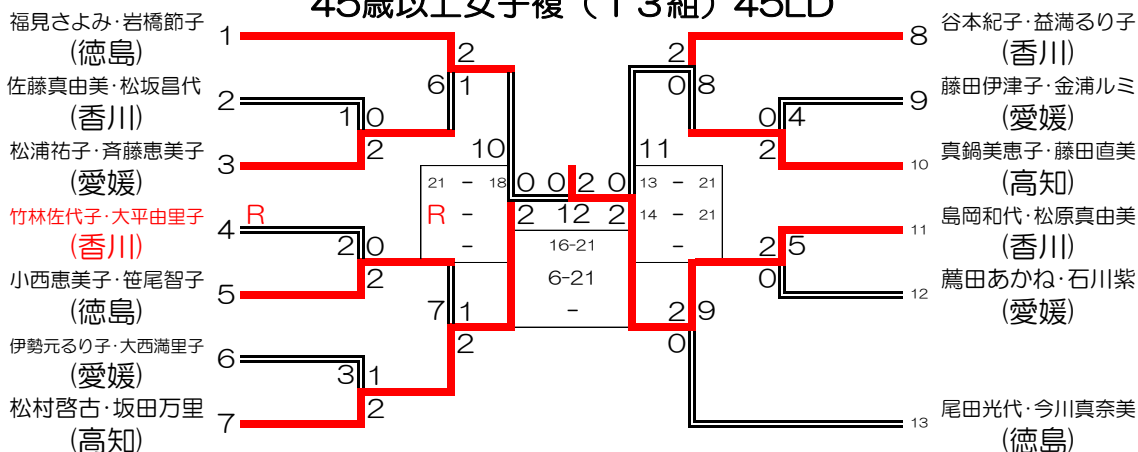 45歳以上女子複（13組）45LD
福見さよみ・岩橋節子
(徳島)
1
佐藤真由美・松坂昌代
(香川)
2
松浦祐子・斉藤恵美子
(愛媛)
3
竹林佐代子・大平由里子
(香川)
4
R
小西恵美子・笹尾智子
(徳島)
5
伊勢元るり子・大西満里子
(愛媛)
6
松村啓古・坂田万里
(高知)
7
2
6 1
1 0
2
2 0
2
7 1
2
3 1
2
10
21 - 18
R -
-
0 0 2 0
2 12 2
16-21
6-21
-
11
13 - 21
14 - 21
-
2
0 8
0 4
2
2 5
0
2 9
0
8
谷本紀子・益満るり子
(香川)
9
藤田伊津子・金浦ルミ
(愛媛)
10
真鍋美恵子・藤田直美
(高知)
11
島岡和代・松原真由美
(香川)
12
薦田あかね・石川紫
(愛媛)
13
尾田光代・今川真奈美
(徳島)